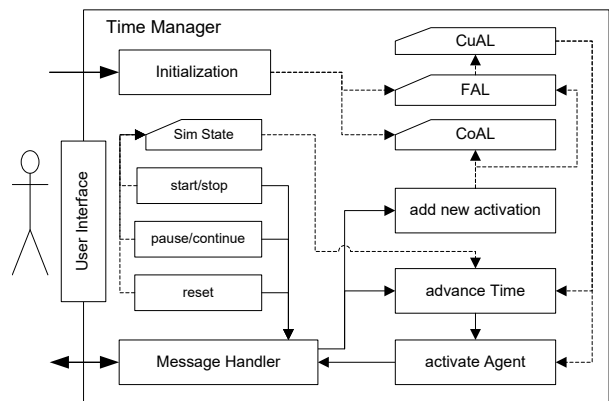 Time Manager
CuAL
Initialization
FAL
Sim State
CoAL
User Interface
start/stop
add new activation
pause/continue
reset
advance Time
Message Handler
activate Agent